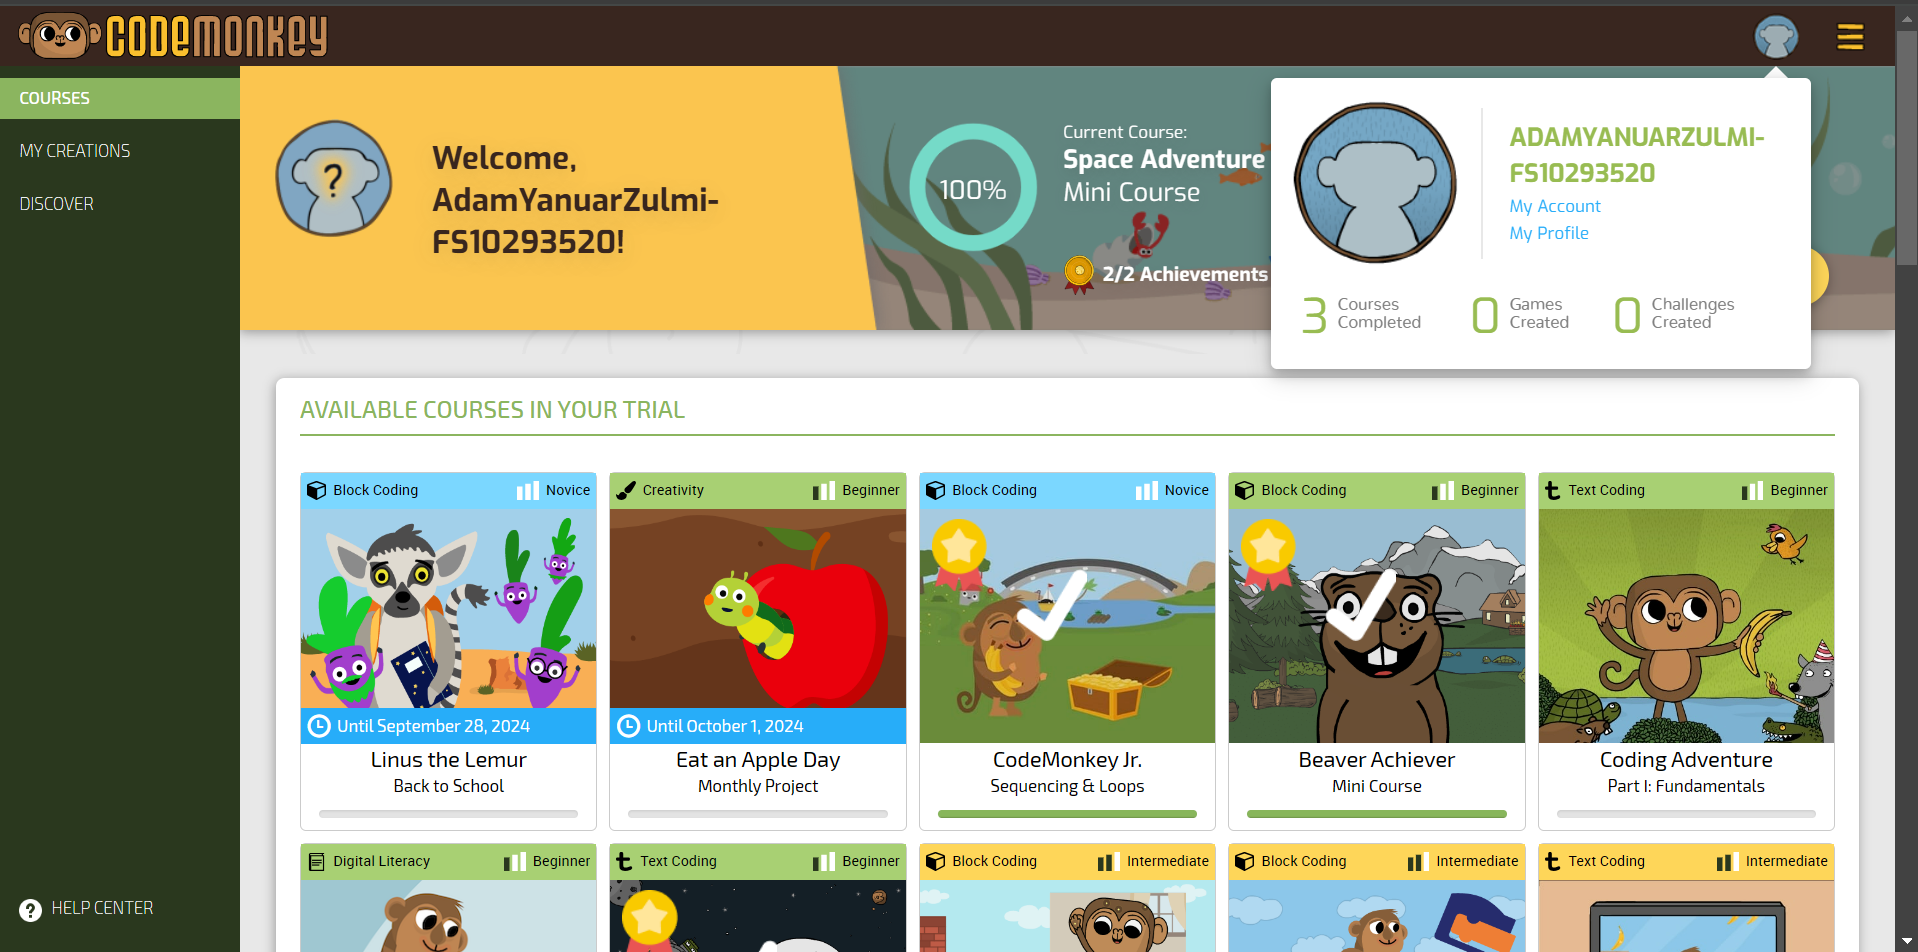 CODEMONKEY
COURSES
MY CREATIONS
DISCOVER
HELP CENTER
?
Welcome,
AdamYanuarZulmi-
FS10293520!
100%
Current Course:
Space Adventure
Mini Course
2/2 Achievements
ADAMYANUARZULMI-
FS10293520
My Account
My Profile
3 Courses Completed
0 Games Created
0 Challenges Created
AVAILABLE COURSES IN YOUR TRIAL
Block Coding Novice
Until September 28, 2024
Linus the Lemur
Back to School
Creativity Beginner
Until October 1, 2024
Eat an Apple Day
Monthly Project
Block Coding Novice
CodeMonkey Jr.
Sequencing & Loops
Block Coding Beginner
Beaver Achiever
Mini Course
Text Coding Beginner
Coding Adventure
Part I: Fundamentals
Digital Literacy Beginner
Text Coding Beginner
Block Coding Intermediate
Block Coding Intermediate
Text Coding Intermediate